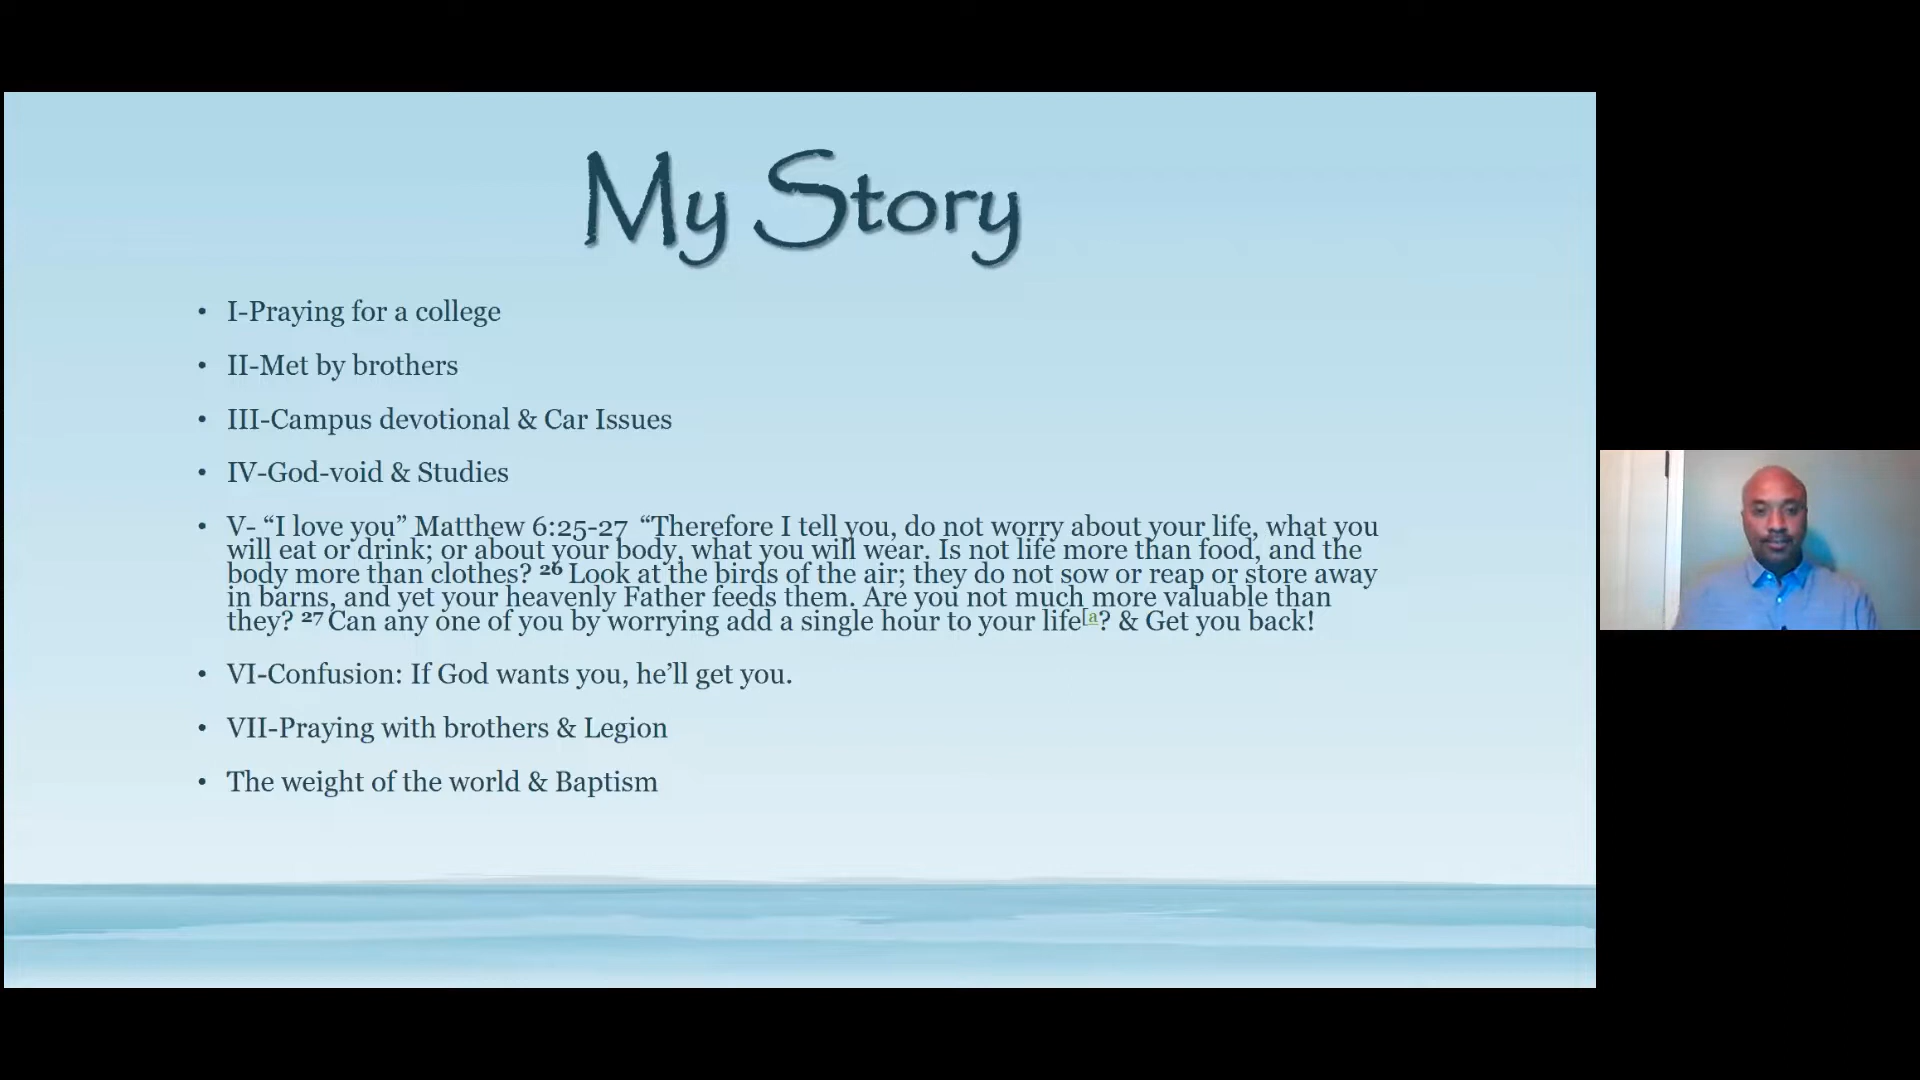 My Story
• I-Praying for a college
• II-Met by brothers
• III-Campus devotional & Car Issues
• IV-God-void & Studies
• V- “I love you” Matthew 6:25-27 “Therefore I tell you, do not worry about your life, what you
will eat or drink; or about your body, what you will wear. Is not life more than food, and the
body more than clothes? 26 Look at the birds of the air; they do not sow or reap or store away
in barns, and yet your heavenly Father feeds them. Are you not much more valuable than
they? 27 Can any one of you by worrying add a single hour to your life[a? & Get you back!
• VI-Confusion: If God wants you, he’ll get you.
• VII-Praying with brothers & Legion
• The weight of the world & Baptism